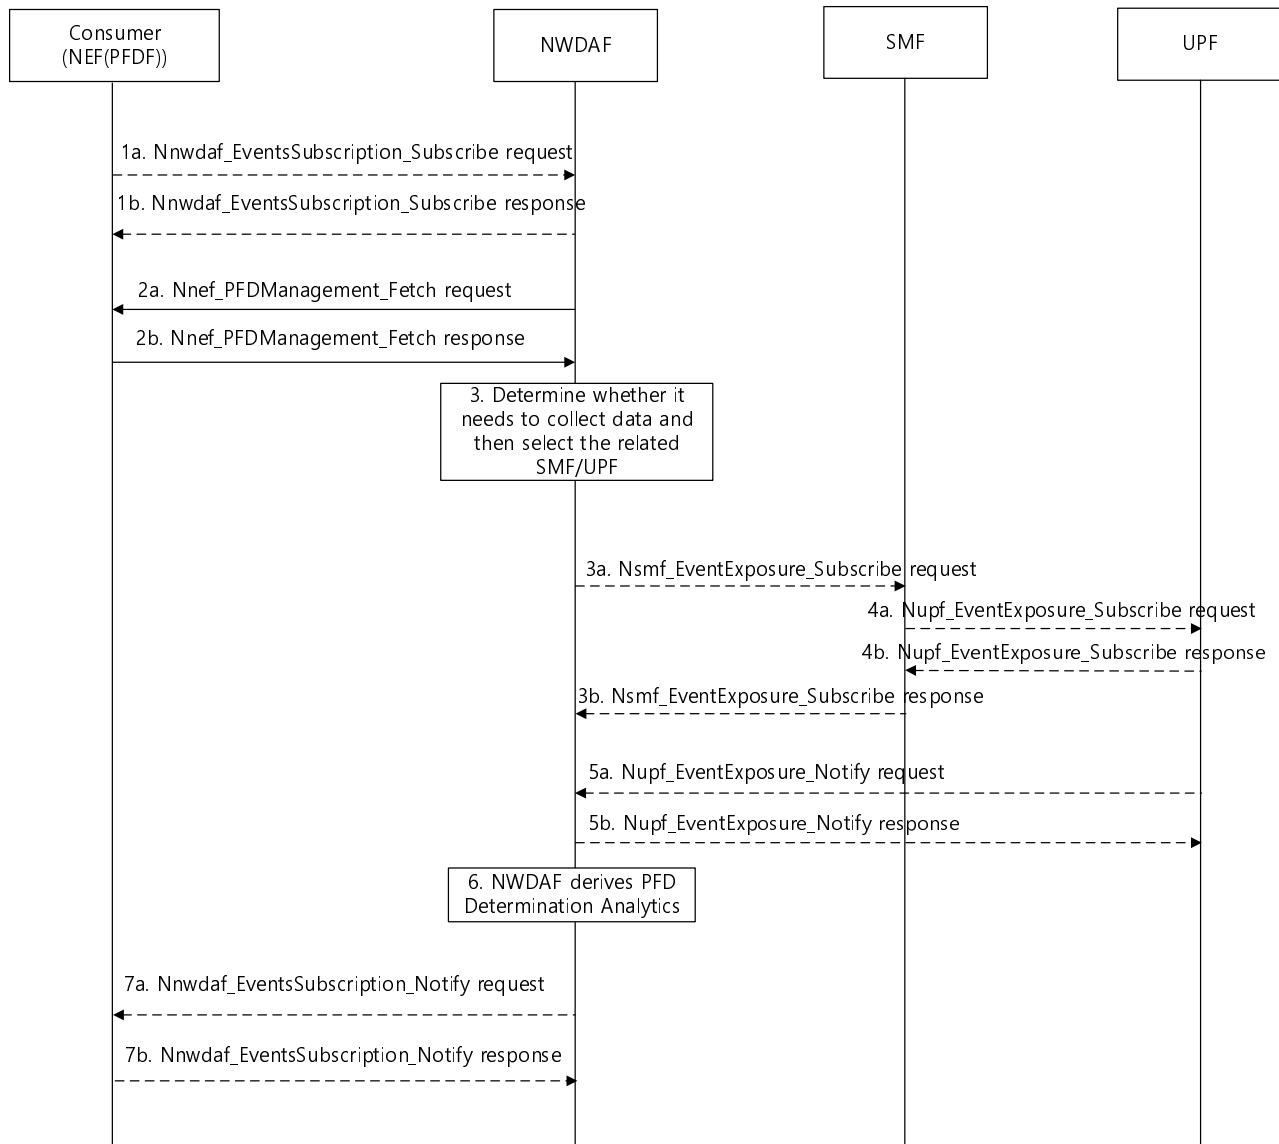 Consumer
(NEF(PFDF))
NWDAF
SMF
UPF
1a. Nnwdaf_EventsSubscription_Subscribe request
1b. Nnwdaf_EventsSubscription_Subscribe response
2a. Nnef_PFDManagement_Fetch request
2b. Nnef_PFDManagement_Fetch response
3. Determine whether it
needs to collect data and
then select the related
SMF/UPF
3a. Nsmf_EventExposure_Subscribe request
4a. Nupf_EventExposure_Subscribe request
4b. Nupf_EventExposure_Subscribe response
3b. Nsmf_EventExposure_Subscribe response
5a. Nupf_EventExposure_Notify request
5b. Nupf_EventExposure_Notify response
6. NWDAF derives PFD
Determination Analytics
7a. Nnwdaf_EventsSubscription_Notify request
7b. Nnwdaf_EventsSubscription_Notify response